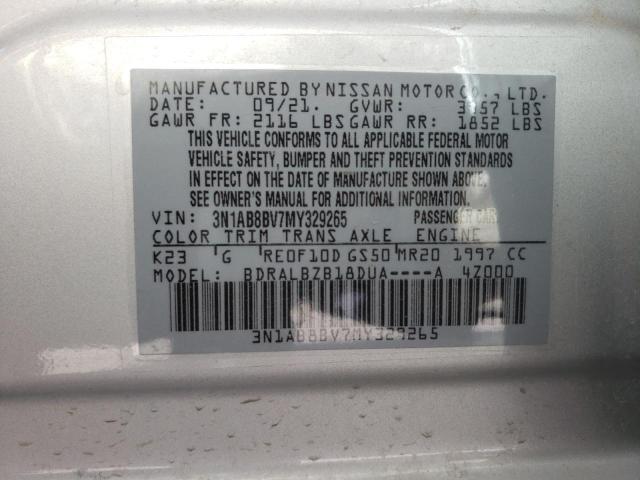 MANUFACTURED BY NISSAN MOTOR CO., LTD.
DATE: 09/21. GVWR: 3957 LBS
GAWR FR: 2116 LBS GAWR RR: 1852 LBS
THIS VEHICLE CONFORMS TO ALL APPLICABLE FEDERAL MOTOR
VEHICLE SAFETY, BUMPER AND THEFT PREVENTION STANDARDS
IN EFFECT ON THE DATE OF MANUFACTURE SHOWN ABOVE.
SEE OWNER'S MANUAL FOR ADDITIONAL INFORMATION.
VIN: 3N1AB8BV7MY329265 PASSENGER CAR
COLOR TRIM TRANS AXLE ENGINE
K23 G RE0F10D GS50 MR20 1997 CC
MODEL: BDRALBZB18DUA----A 4Z000
3N1AB8BV7MY329265